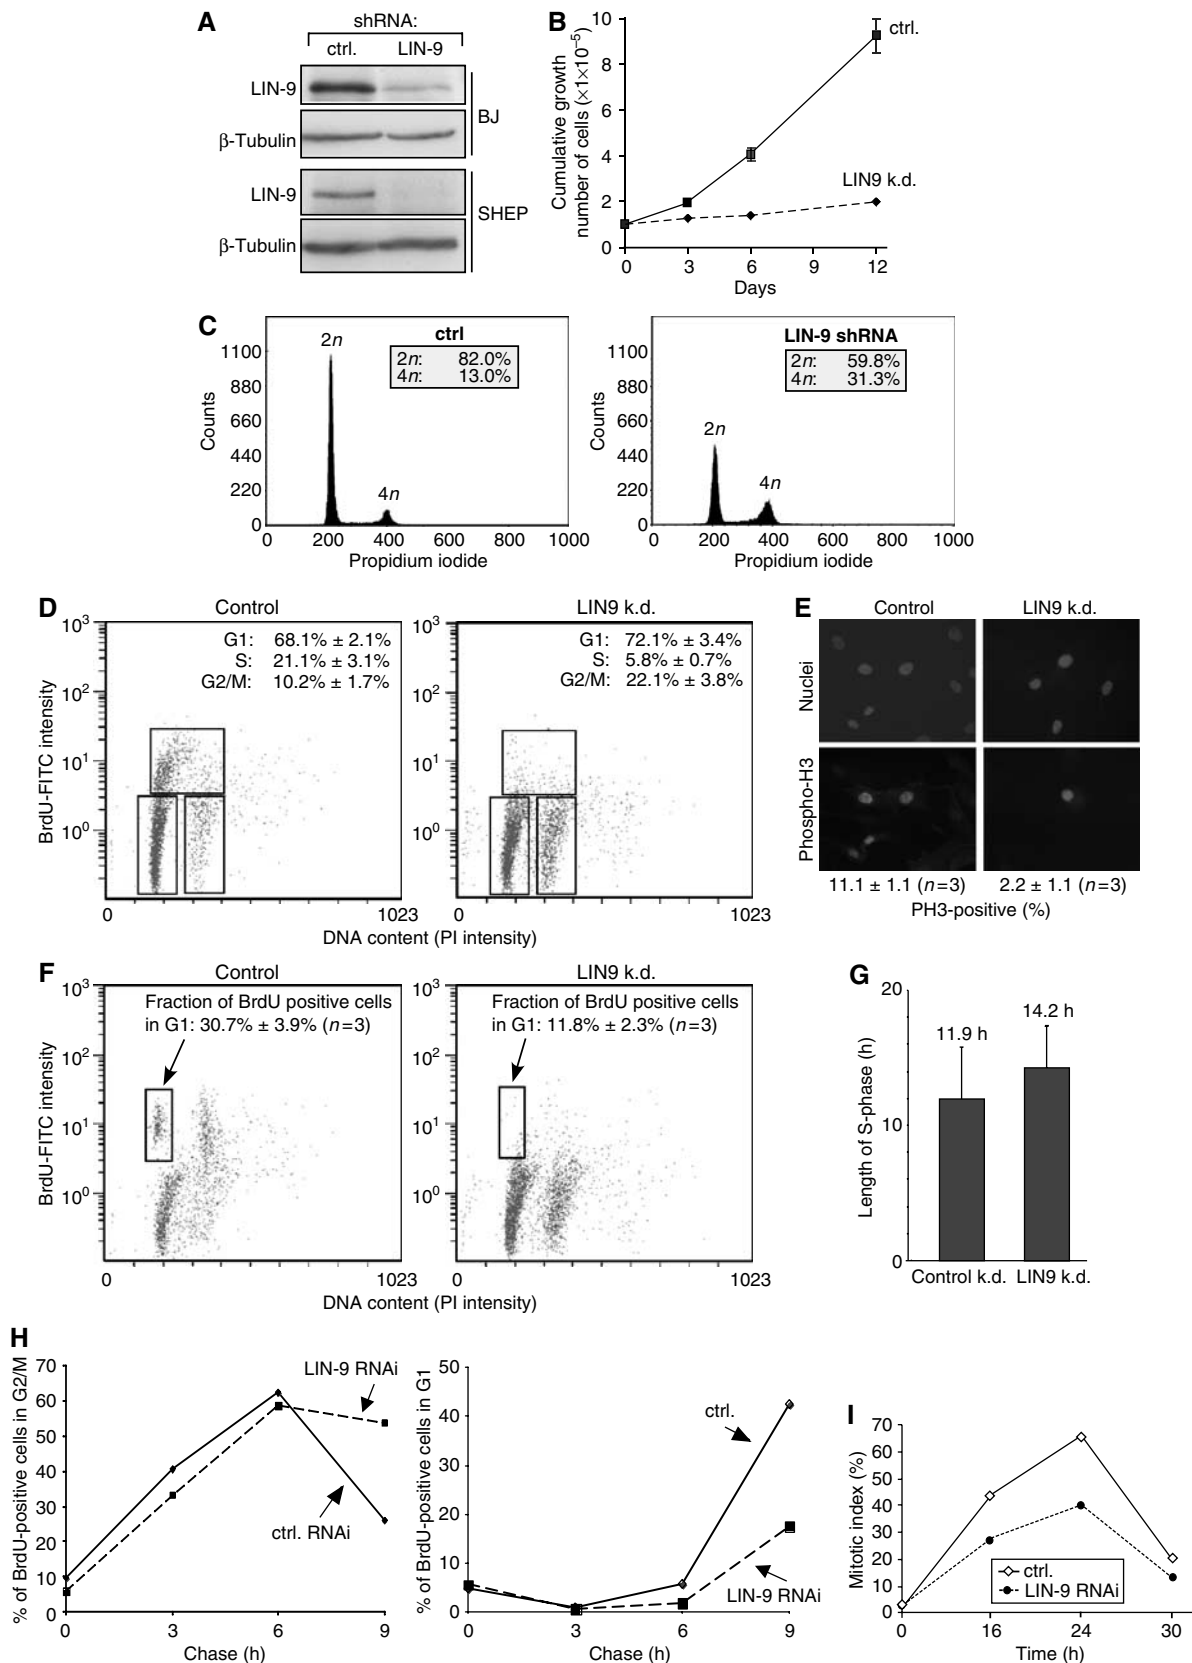 A
shRNA:
ctrl. LIN-9
LIN-9
β-Tubulin
BJ
LIN-9
β-Tubulin
SHEP
B
Cumulative growth
number of cells (×1×10⁻⁵)
10
8
6
4
2
0
0 3 6 9 12
Days
ctrl.
LIN9 k.d.
C
ctrl
2n: 82.0%
4n: 13.0%
2n
4n
Counts
1100
880
660
440
220
0
0 200 400 600 800 1000
Propidium iodide
LIN-9 shRNA
2n: 59.8%
4n: 31.3%
2n
4n
Counts
1100
880
660
440
220
0
0 200 400 600 800 1000
Propidium iodide
D
Control
G1: 68.1% ± 2.1%
S: 21.1% ± 3.1%
G2/M: 10.2% ± 1.7%
BrdU-FITC intensity
10³
10²
10¹
10⁰
0 1023
LIN9 k.d.
G1: 72.1% ± 3.4%
S: 5.8% ± 0.7%
G2/M: 22.1% ± 3.8%
10³
10²
10¹
10⁰
0 1023
DNA content (PI intensity)
E
Control LIN9 k.d.
Nuclei
Phospho-H3
11.1 ± 1.1 (n=3) 2.2 ± 1.1 (n=3)
PH3-positive (%)
F
Control
Fraction of BrdU positive cells
in G1: 30.7% ± 3.9% (n=3)
BrdU-FITC intensity
10³
10²
10¹
10⁰
0 1023
LIN9 k.d.
Fraction of BrdU positive cells
in G1: 11.8% ± 2.3% (n=3)
10³
10²
10¹
10⁰
0 1023
DNA content (PI intensity)
G
Length of S-phase (h)
20
10
0
11.9 h
14.2 h
Control k.d. LIN9 k.d.
H
% of BrdU-positive cells in G2/M
70
60
50
40
30
20
10
0
0 3 6 9
Chase (h)
LIN-9 RNAi
ctrl. RNAi
% of BrdU-positive cells in G1
50
40
30
20
10
0
0 3 6 9
Chase (h)
ctrl.
LIN-9 RNAi
I
Mitotic index (%)
70
60
50
40
30
20
10
0
0 16 24 30
Time (h)
ctrl.
LIN-9 RNAi